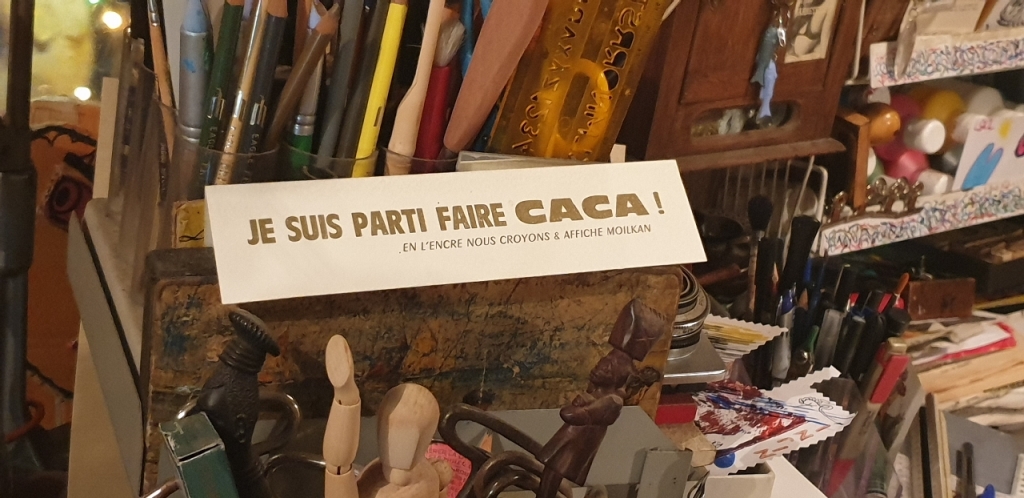 JE SUIS PARTI FAIRE CACA !
EN L'ENCRE NOUS CROYONS & AFFICHE MOILKAN